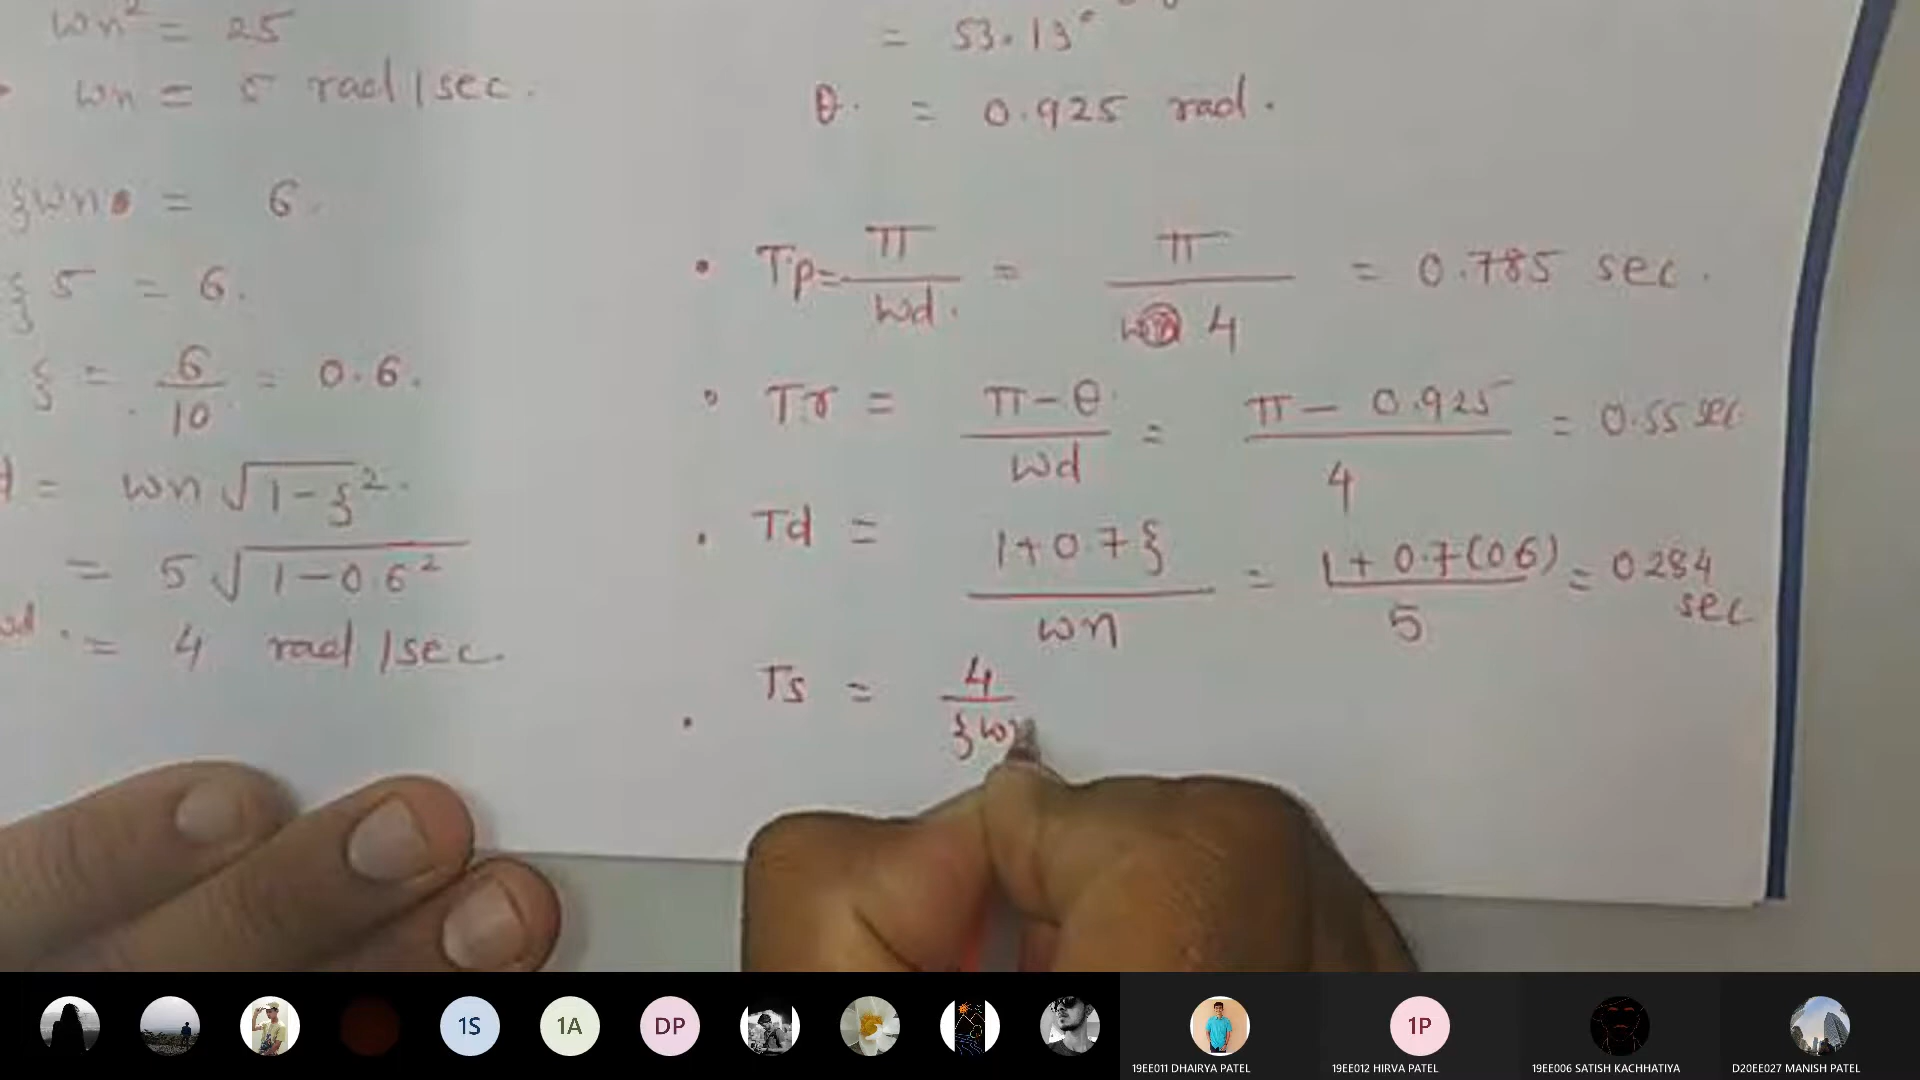 wn² = 25
wn = 5 rad/sec.
ξwn = 6.
ξ 5 = 6.
ξ = 6/10 = 0.6.
= wn √1-ξ².
= 5 √1-0.6²
wd = 4 rad/sec.
= 53.13°
θ. = 0.925 rad.
• Tp = π/wd. = π/4 = 0.785 sec.
• Tr = π-θ/wd = π-0.925/4 = 0.55 sec.
• Td = 1+0.7ξ/wn = 1+0.7(06)/5 = 0.284 sec
• Ts = 4/ξwn
1S
1A
DP
1P
19EE011 DHAIRYA PATEL
19EE012 HIRVA PATEL
19EE006 SATISH KACHHATIYA
D20EE027 MANISH PATEL